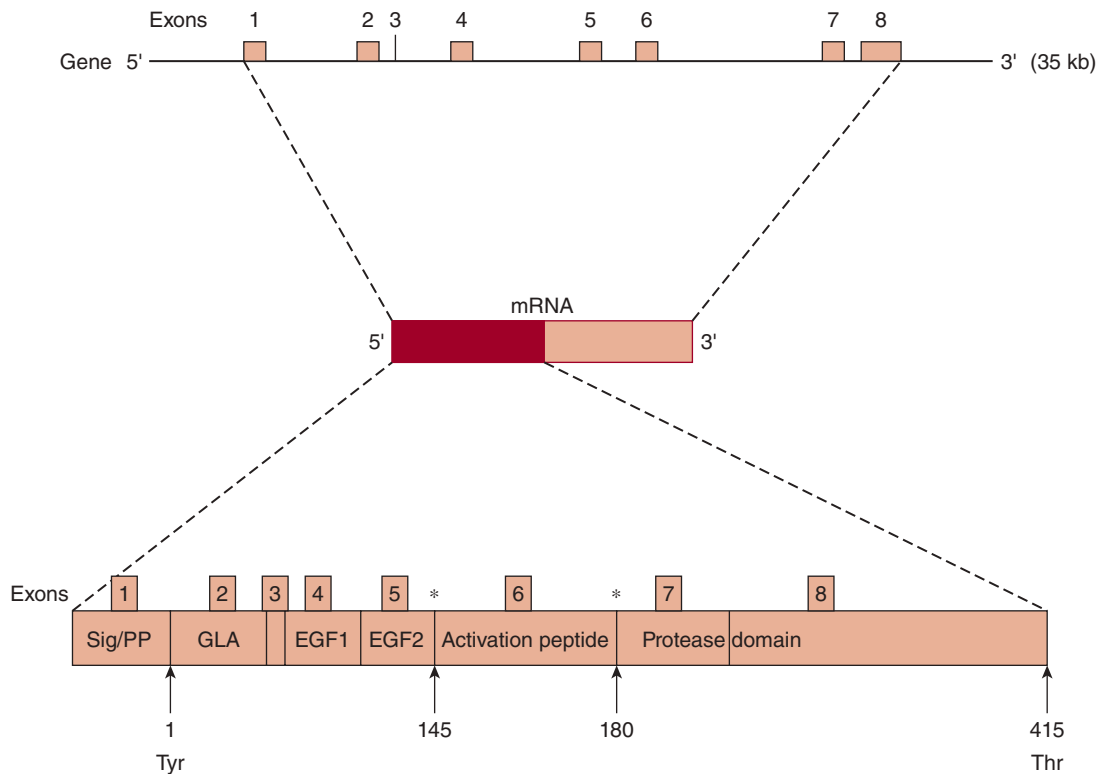 Exons 1 2 3 4 5 6 7 8
Gene 5' 3' (35 kb)
mRNA
5' 3'
Exons 1 2 3 4 5 * 6 * 7 8
Sig/PP GLA EGF1 EGF2 Activation peptide Protease domain
1 145 180 415
Tyr Thr